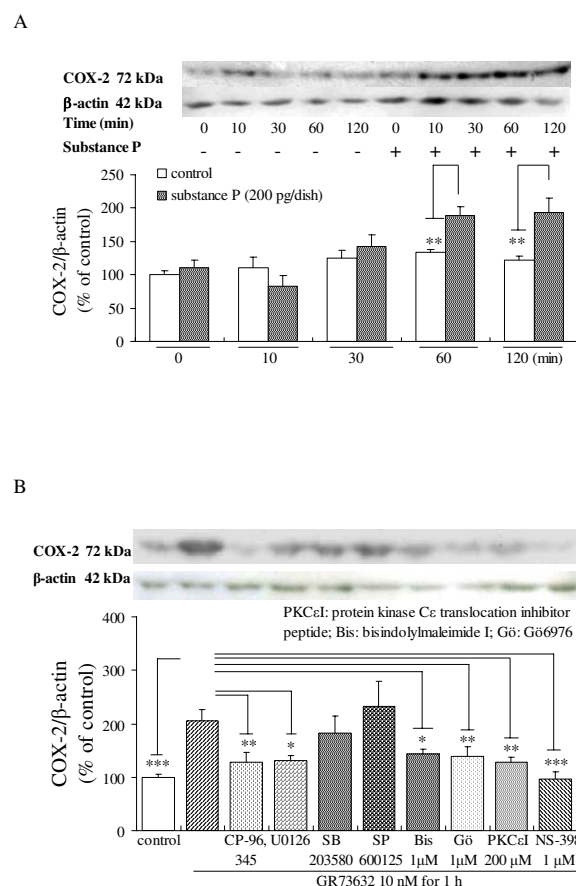 A
COX-2 72 kDa
β-actin 42 kDa
Time (min) 0 10 30 60 120 0 10 30 60 120
Substance P - - - - - + + + + +
control
substance P (200 pg/dish)
COX-2/β-actin
(% of control)
250
200
150
100
50
0
** **
0 10 30 60 120 (min)
B
COX-2 72 kDa
β-actin 42 kDa
PKCεI: protein kinase Cε translocation inhibitor
peptide; Bis: bisindolylmaleimide I; Gö: Gö6976
COX-2/β-actin
(% of control)
400
300
200
100
0
*** ** * * ** ** ***
control CP-96, U0126 SB SP Bis Gö PKCεI NS-398
345 203580 600125 1μM 1μM 200 μM 1 μM
GR73632 10 nM for 1 h